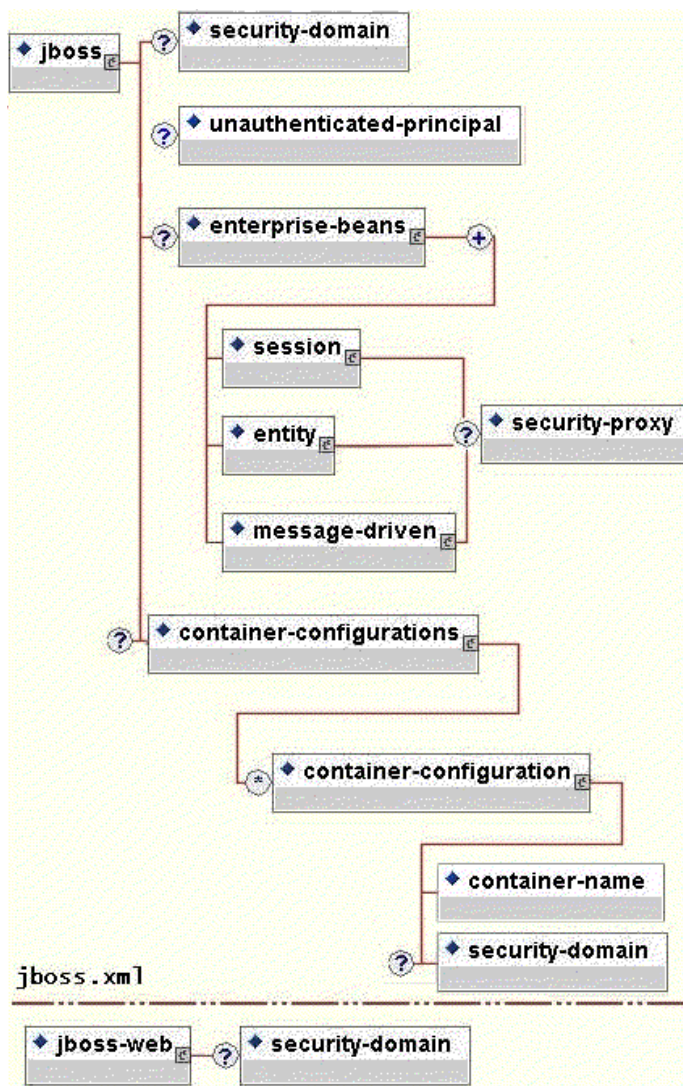 security-domain
jboss
?
unauthenticated-principal
?
enterprise-beans
?
+
session
entity
?
security-proxy
message-driven
container-configurations
?
container-configuration
*
container-name
security-domain
?
jboss.xml
jboss-web
?
security-domain